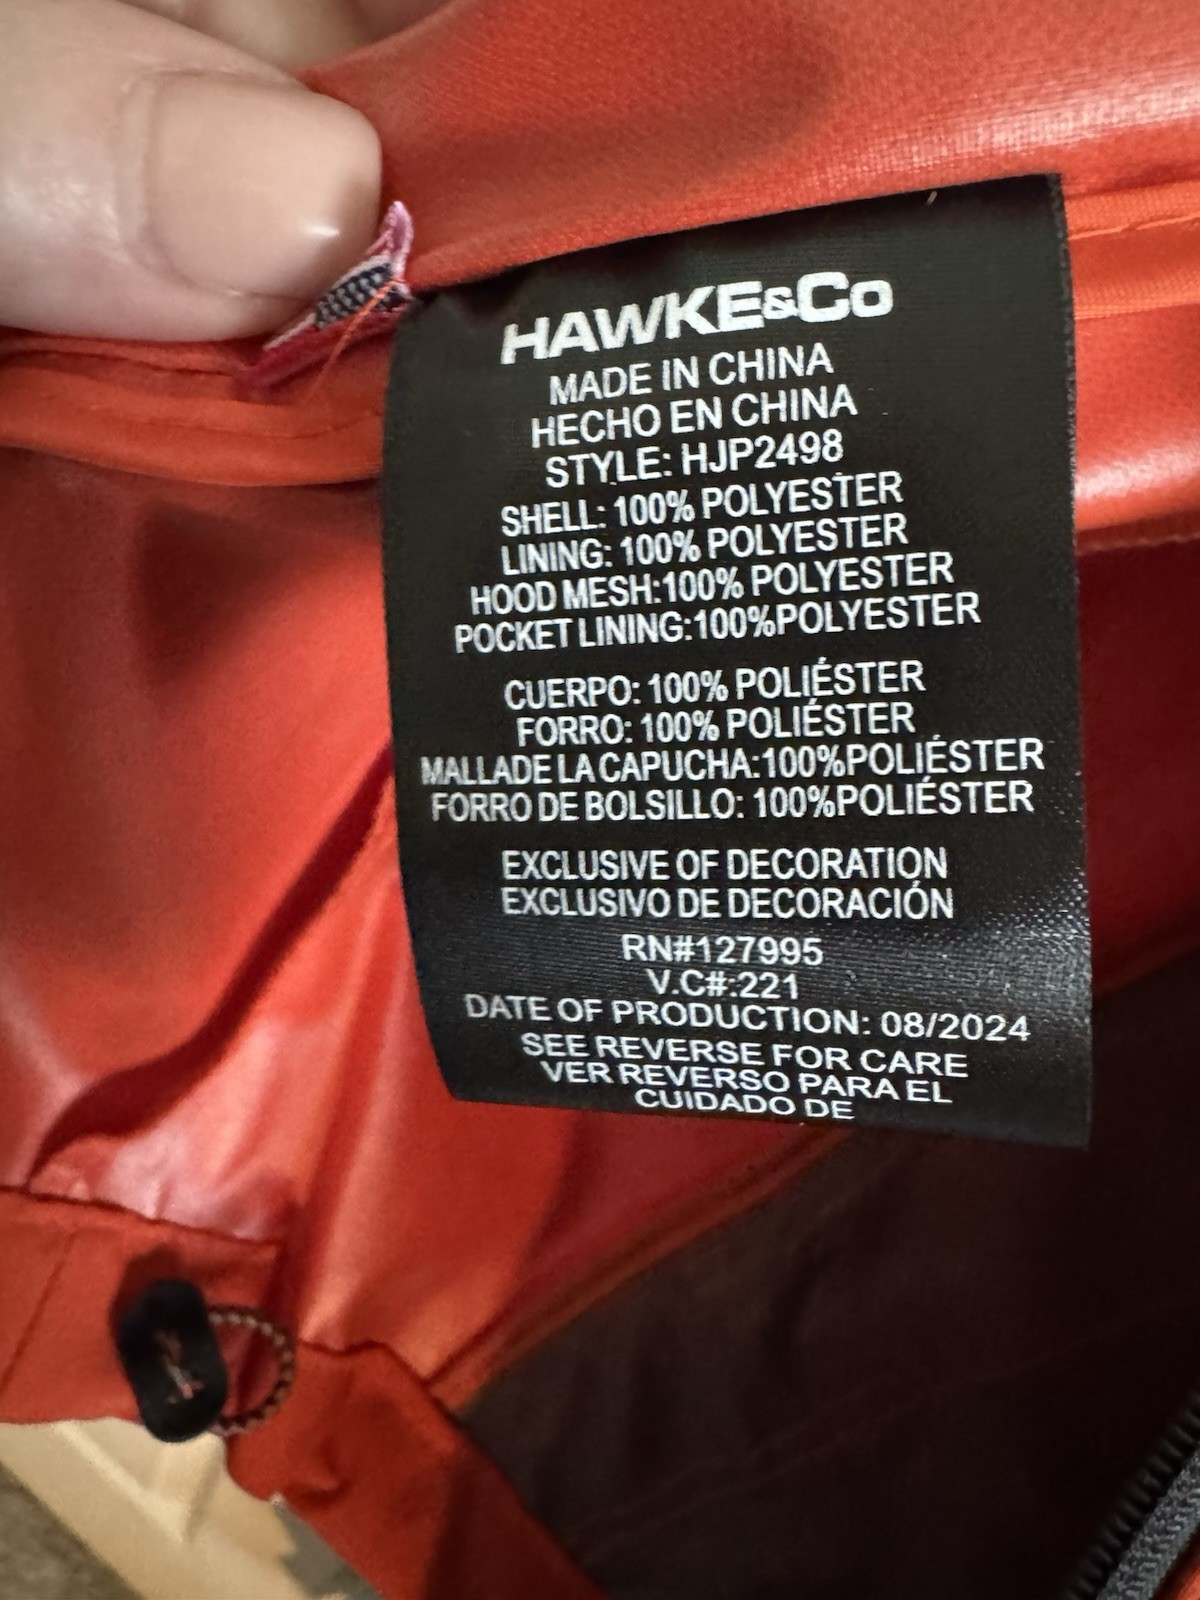 HAWKE&Co
MADE IN CHINA
HECHO EN CHINA
STYLE: HJP2498
SHELL: 100% POLYESTER
LINING: 100% POLYESTER
HOOD MESH:100% POLYESTER
POCKET LINING:100%POLYESTER
CUERPO: 100% POLIÉSTER
FORRO: 100% POLIÉSTER
MALLADE LA CAPUCHA:100%POLIÉSTER
FORRO DE BOLSILLO: 100%POLIÉSTER
EXCLUSIVE OF DECORATION
EXCLUSIVO DE DECORACIÓN
RN#127995
V.C#:221
DATE OF PRODUCTION: 08/2024
SEE REVERSE FOR CARE
VER REVERSO PARA EL
CUIDADO DE